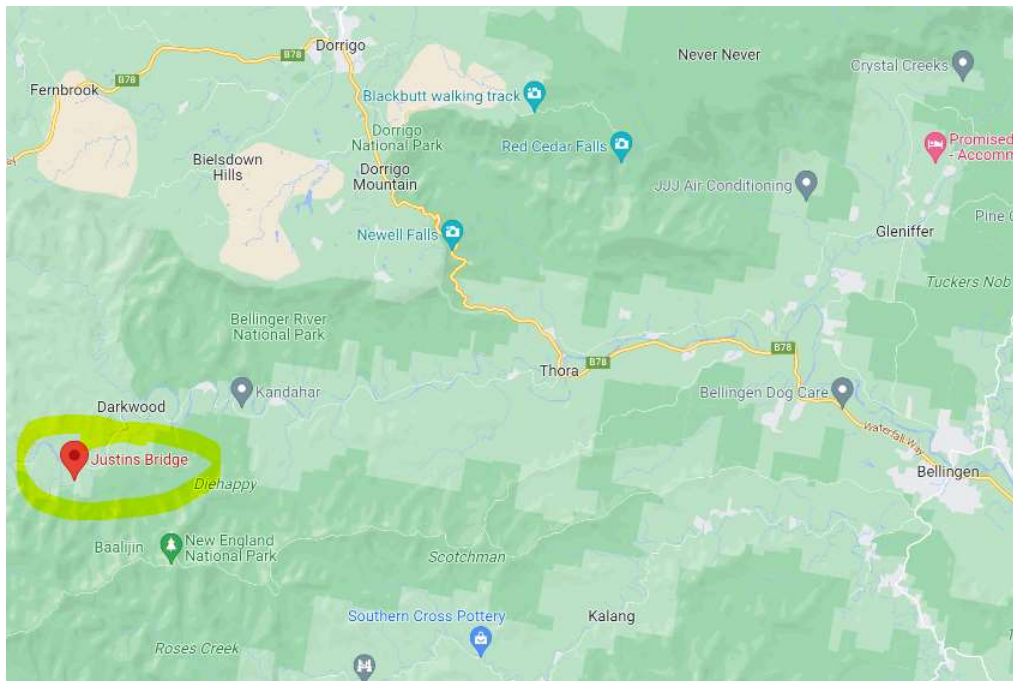 Dorrigo
B78
Never Never
Crystal Creeks
B78
Fernbrook
Blackbutt walking track
Dorrigo
National Park
Red Cedar Falls
Promised
- Accomm
Bielsdown
Hills
Dorrigo
Mountain
JJJ Air Conditioning
Pine
Newell Falls
Gleniffer
Tuckers Nob
Bellinger River
National Park
B78
Thora
B78
Kandahar
Bellingen Dog Care
Darkwood
Waterfall Way
Justins Bridge
Bellingen
Diehappy
Baalijin
New England
National Park
Scotchman
Southern Cross Pottery
Kalang
Roses Creek